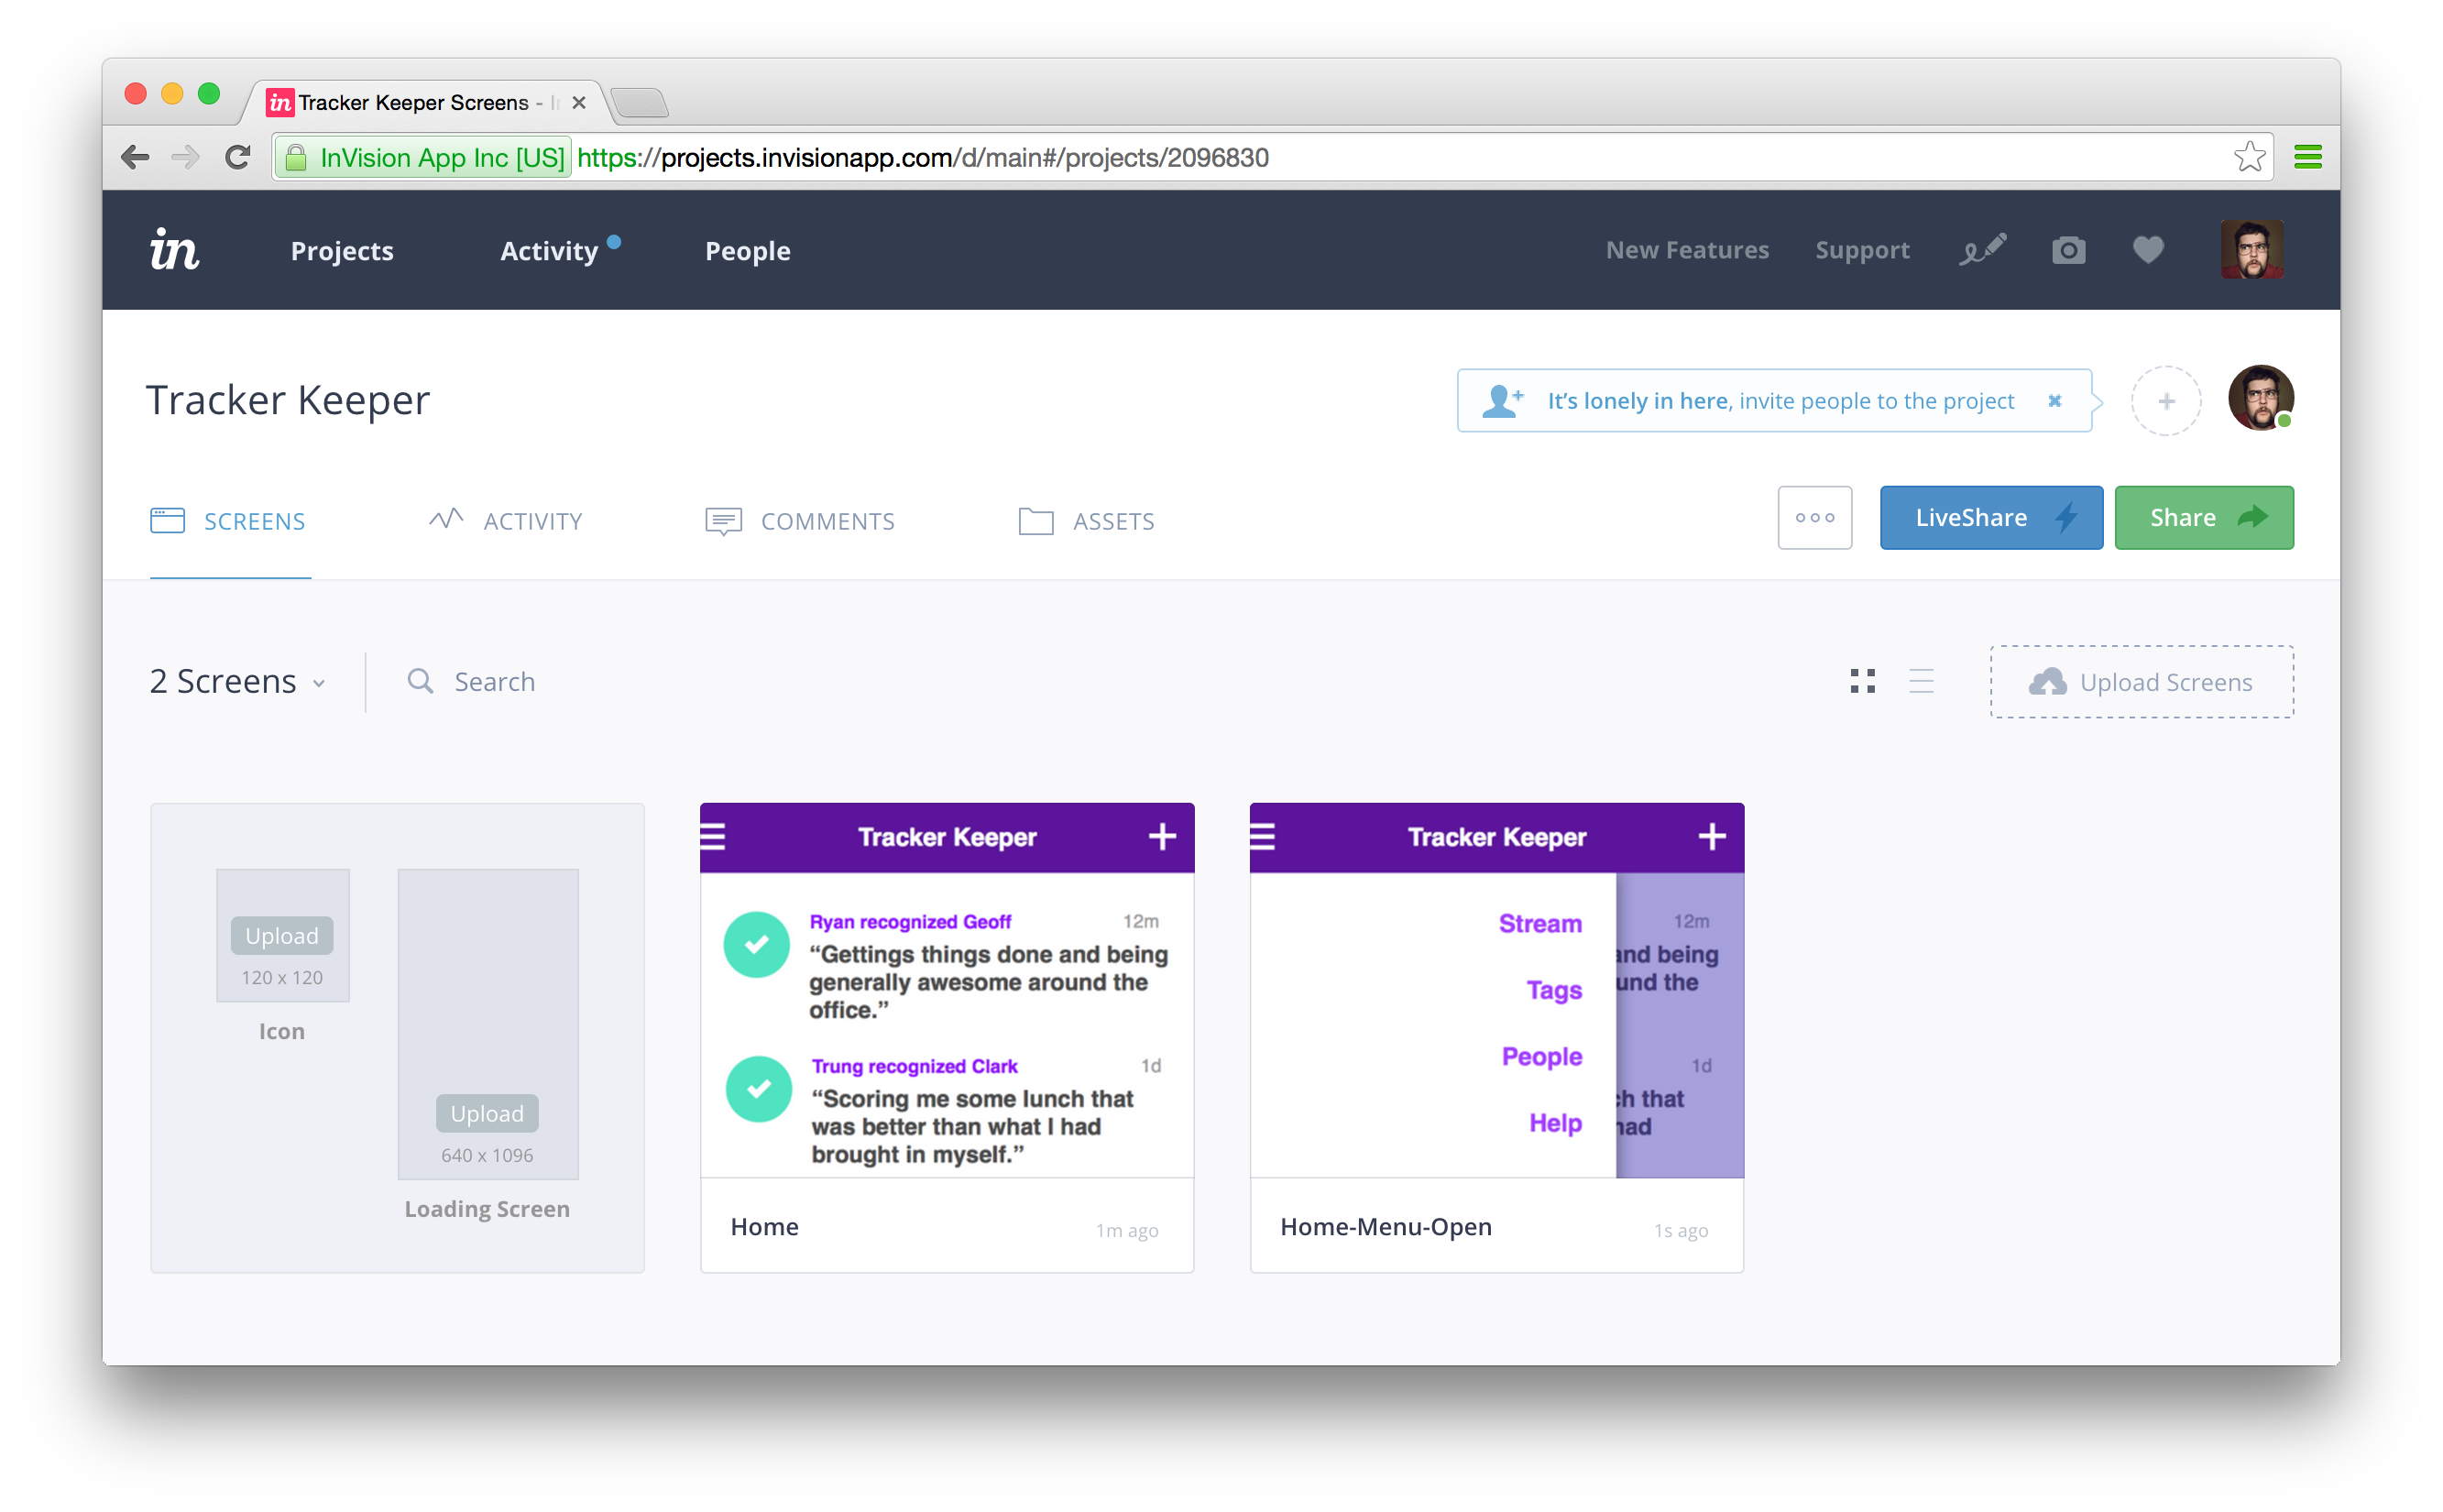 in Tracker Keeper Screens - I
InVision App Inc [US] https://projects.invisionapp.com/d/main#/projects/2096830
in Projects Activity People New Features Support
Tracker Keeper
It’s lonely in here, invite people to the project
SCREENS ACTIVITY COMMENTS ASSETS
LiveShare Share
2 Screens Search Upload Screens
Upload
120 x 120
Icon
Upload
640 x 1096
Loading Screen
Tracker Keeper
Ryan recognized Geoff 12m
“Gettings things done and being
generally awesome around the
office.”
Trung recognized Clark 1d
“Scoring me some lunch that
was better than what I had
brought in myself.”
Home 1m ago
Tracker Keeper
Stream 12m
and being
Tags und the
People 1d
ch that
Help had
Home-Menu-Open 1s ago